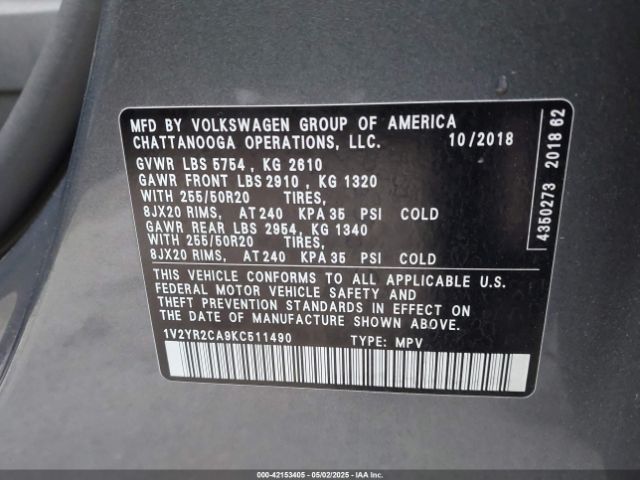 MFD BY VOLKSWAGEN GROUP OF AMERICA
CHATTANOOGA OPERATIONS, LLC. 10/2018
GVWR LBS 5754 , KG 2610
GAWR FRONT LBS 2910 , KG 1320
WITH 255/50R20 TIRES,
8JX20 RIMS, AT 240 KPA 35 PSI COLD
GAWR REAR LBS 2954, KG 1340
WITH 255/50R20 TIRES,
8JX20 RIMS, AT 240 KPA 35 PSI COLD
THIS VEHICLE CONFORMS TO ALL APPLICABLE U.S.
FEDERAL MOTOR VEHICLE SAFETY AND
THEFT PREVENTION STANDARDS IN EFFECT ON
THE DATE OF MANUFACTURE SHOWN ABOVE.
1V2YR2CA9KC511490 TYPE: MPV
4350273 2018 62
000-42153405 - 05/02/2025 - IAAI, Inc.